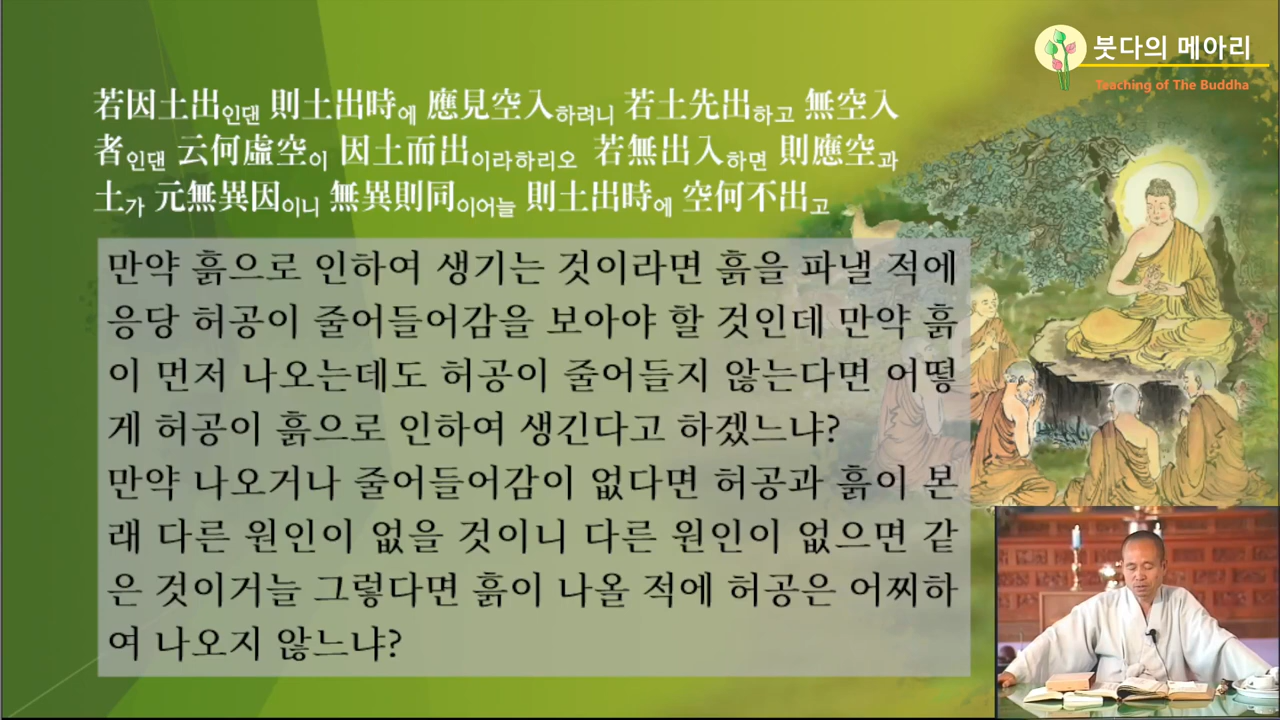 붓다의 메아리
Teaching of The Buddha
若因土出인댄 則土出時에 應見空入하려니 若土先出하고 無空入
者인댄 云何虛空이 因土而出이라하리오 若無出入하면 則應空과
土가 元無異因이니 無異則同이어늘 則土出時에 空何不出고
만약 흙으로 인하여 생기는 것이라면 흙을 파낼 적에
응당 허공이 줄어들어감을 보아야 할 것인데 만약 흙
이 먼저 나오는데도 허공이 줄어들지 않는다면 어떻
게 허공이 흙으로 인하여 생긴다고 하겠느냐?
만약 나오거나 줄어들어감이 없다면 허공과 흙이 본
래 다른 원인이 없을 것이니 다른 원인이 없으면 같
은 것이거늘 그렇다면 흙이 나올 적에 허공은 어찌하
여 나오지 않느냐?